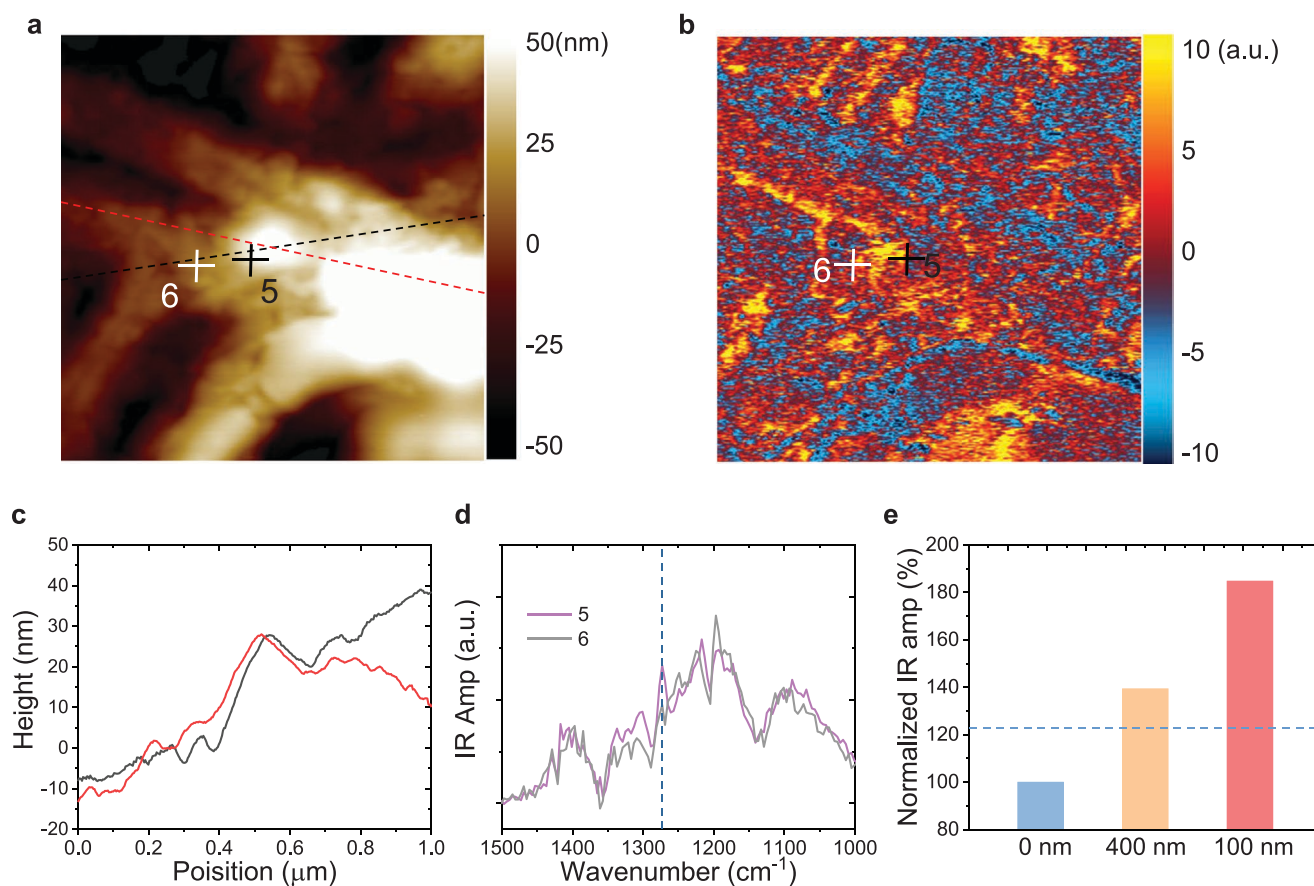 a
50(nm)
25
0
-25
-50
6
5
b
10 (a.u.)
5
0
-5
-10
6
5
c
Height (nm)
50
40
30
20
10
0
-10
-20
0.0 0.2 0.4 0.6 0.8 1.0
Poisition (μm)
d
IR Amp (a.u.)
5
6
1500 1400 1300 1200 1100 1000
Wavenumber (cm-1)
e
Normalized IR amp (%)
200
180
160
140
120
100
80
0 nm 400 nm 100 nm